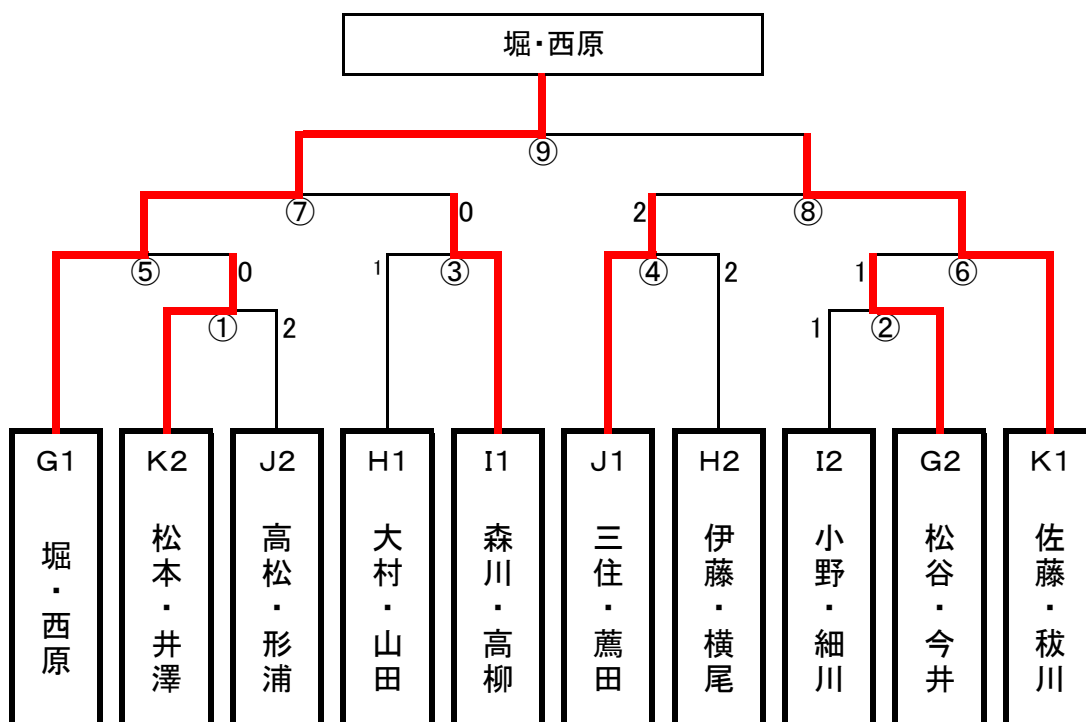 堀・西原
⑨
⑦ 0 2 ⑧
⑤ 0 1 ③ ④ 2 1 ⑥
① 2 1 ②
G1 K2 J2 H1 I1 J1 H2 I2 G2 K1
堀・西原
松本・井澤
高松・形浦
大村・山田
森川・高柳
三住・薦田
伊藤・横尾
小野・細川
松谷・今井
佐藤・秡川